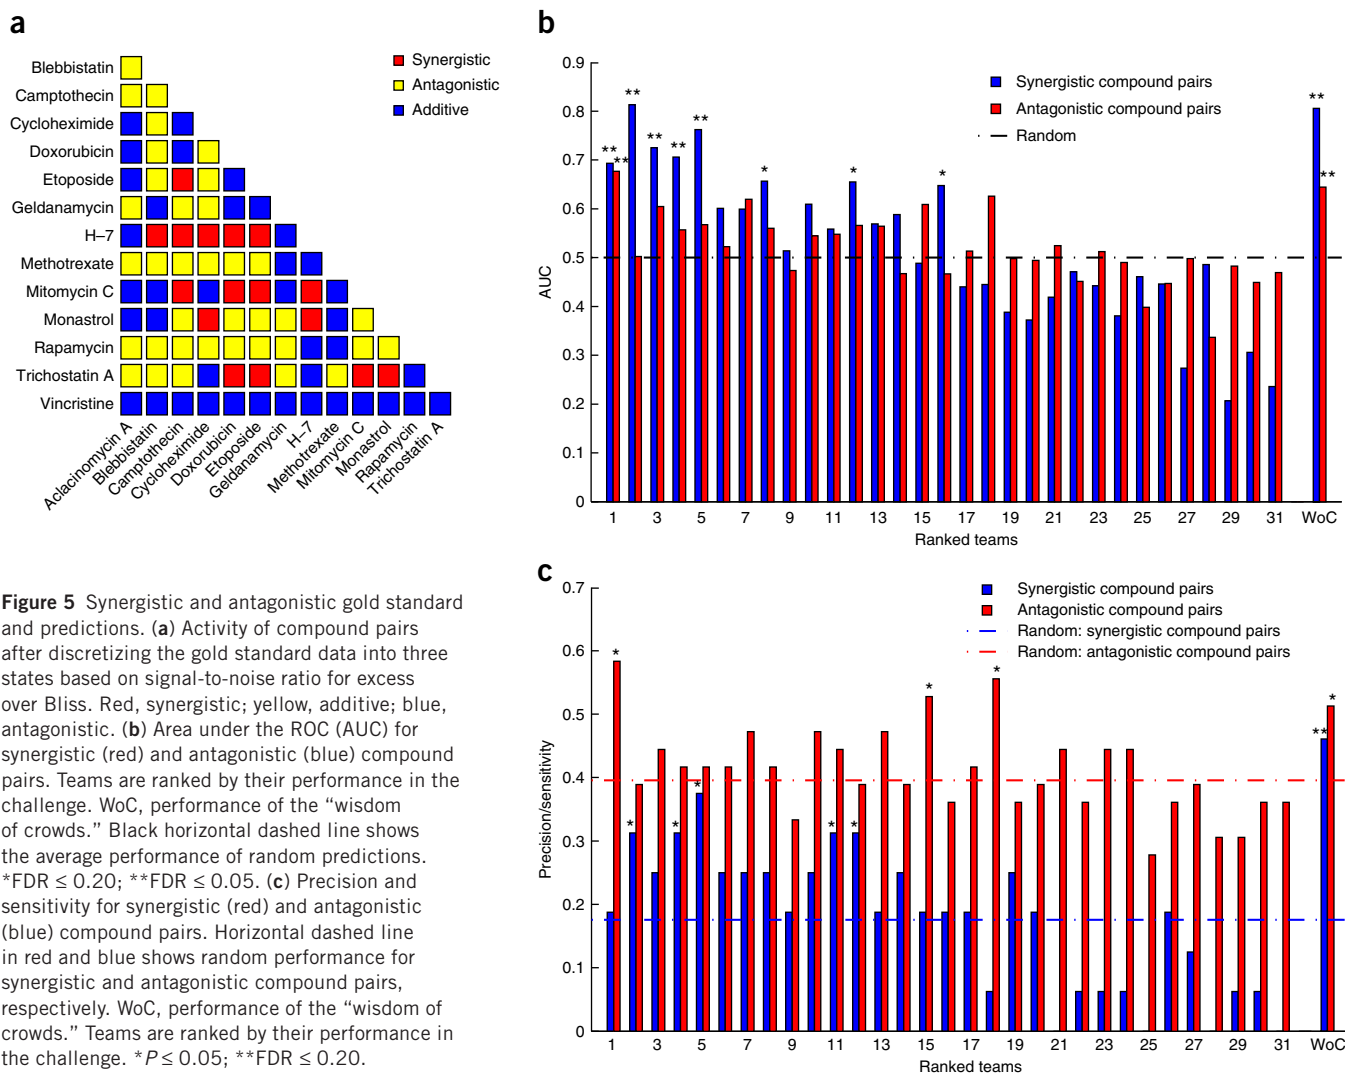 a
Blebbistatin
Camptothecin
Cycloheximide
Doxorubicin
Etoposide
Geldanamycin
H–7
Methotrexate
Mitomycin C
Monastrol
Rapamycin
Trichostatin A
Vincristine
Aclacinomycin A
Blebbistatin
Camptothecin
Cycloheximide
Doxorubicin
Etoposide
Geldanamycin
H–7
Methotrexate
Mitomycin C
Monastrol
Rapamycin
Trichostatin A
Synergistic
Antagonistic
Additive
b
0.9
0.8
0.7
0.6
0.5
0.4
0.3
0.2
0.1
0
AUC
Synergistic compound pairs
Antagonistic compound pairs
Random
** ** ** ** ** ** * * * ** **
1 3 5 7 9 11 13 15 17 19 21 23 25 27 29 31 WoC
Ranked teams
Figure 5 Synergistic and antagonistic gold standard
and predictions. (a) Activity of compound pairs
after discretizing the gold standard data into three
states based on signal-to-noise ratio for excess
over Bliss. Red, synergistic; yellow, additive; blue,
antagonistic. (b) Area under the ROC (AUC) for
synergistic (red) and antagonistic (blue) compound
pairs. Teams are ranked by their performance in the
challenge. WoC, performance of the “wisdom
of crowds.” Black horizontal dashed line shows
the average performance of random predictions.
*FDR ≤ 0.20; **FDR ≤ 0.05. (c) Precision and
sensitivity for synergistic (red) and antagonistic
(blue) compound pairs. Horizontal dashed line
in red and blue shows random performance for
synergistic and antagonistic compound pairs,
respectively. WoC, performance of the “wisdom of
crowds.” Teams are ranked by their performance in
the challenge. *P ≤ 0.05; **FDR ≤ 0.20.
c
0.7
0.6
0.5
0.4
0.3
0.2
0.1
0
Precision/sensitivity
Synergistic compound pairs
Antagonistic compound pairs
Random: synergistic compound pairs
Random: antagonistic compound pairs
* * * * * * * * ** *
1 3 5 7 9 11 13 15 17 19 21 23 25 27 29 31 WoC
Ranked teams